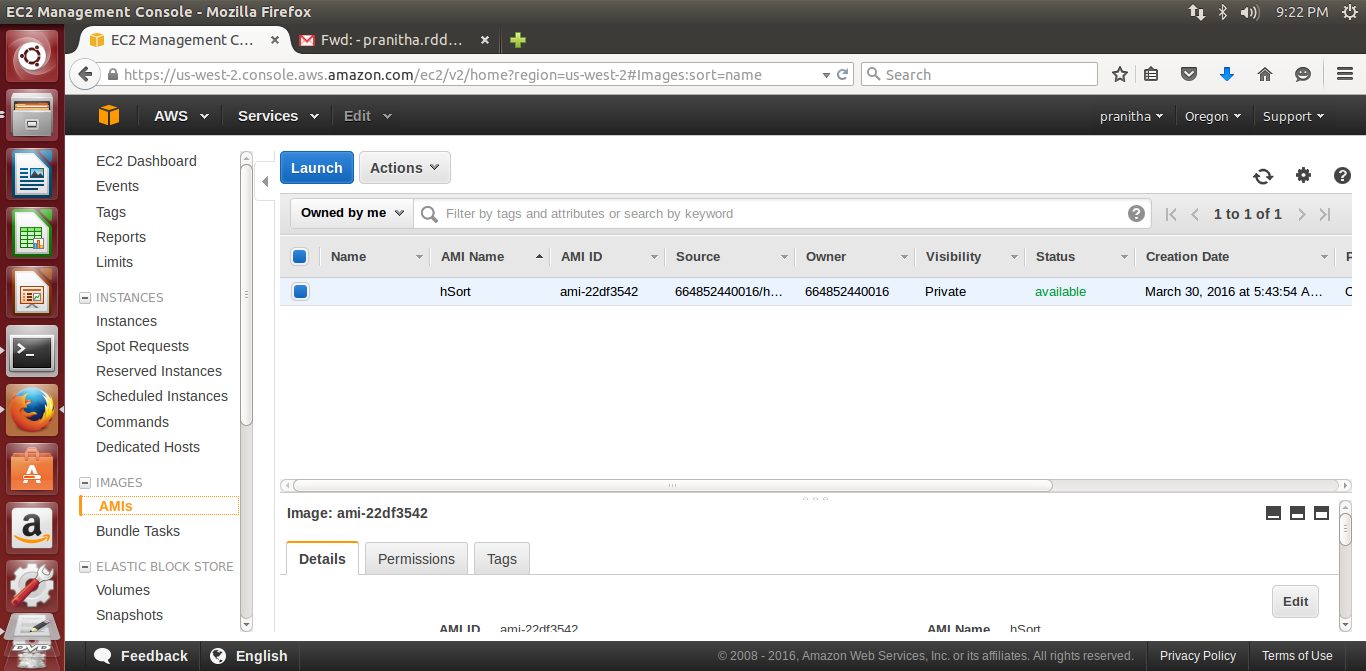 EC2 Management Console - Mozilla Firefox
9:22 PM
EC2 Management C...
Fwd: - pranitha.rdd...
https://us-west-2.console.aws.amazon.com/ec2/v2/home?region=us-west-2#Images:sort=name
Search
AWS Services Edit pranitha Oregon Support
EC2 Dashboard
Events
Tags
Reports
Limits
INSTANCES
Instances
Spot Requests
Reserved Instances
Scheduled Instances
Commands
Dedicated Hosts
IMAGES
AMIs
Bundle Tasks
ELASTIC BLOCK STORE
Volumes
Snapshots
Launch Actions
Owned by me Filter by tags and attributes or search by keyword 1 to 1 of 1
Name AMI Name AMI ID Source Owner Visibility Status Creation Date P
hSort ami-22df3542 664852440016/h... 664852440016 Private available March 30, 2016 at 5:43:54 A... O
Image: ami-22df3542
Details Permissions Tags
Edit
AMI ID ami-22df3542 AMI Name hSort
Feedback English © 2008 - 2016, Amazon Web Services, Inc. or its affiliates. All rights reserved. Privacy Policy Terms of Use